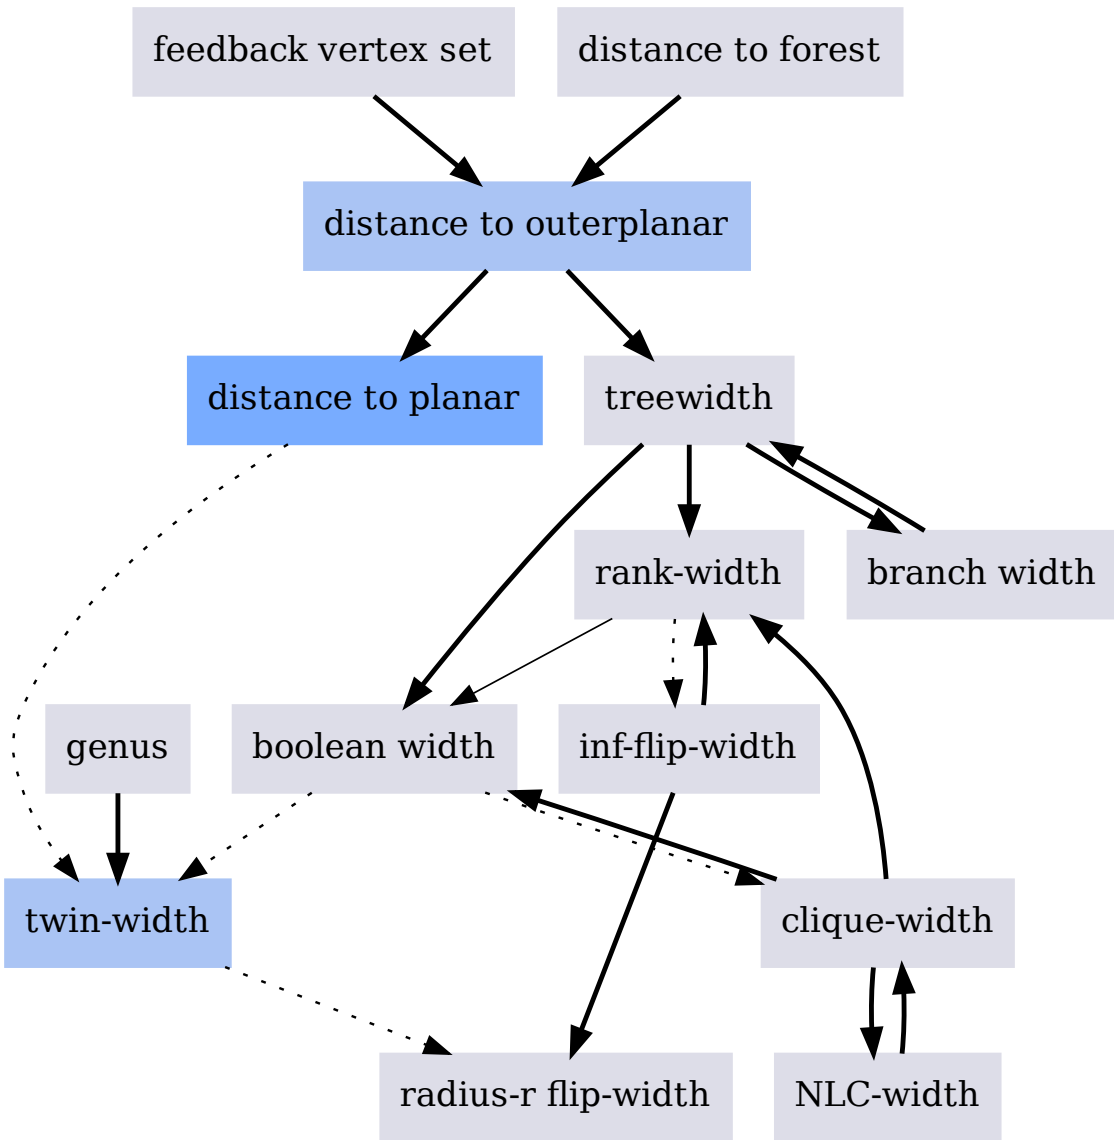 feedback vertex set
distance to forest
distance to outerplanar
distance to planar
treewidth
rank-width
branch width
genus
boolean width
inf-flip-width
twin-width
clique-width
radius-r flip-width
NLC-width